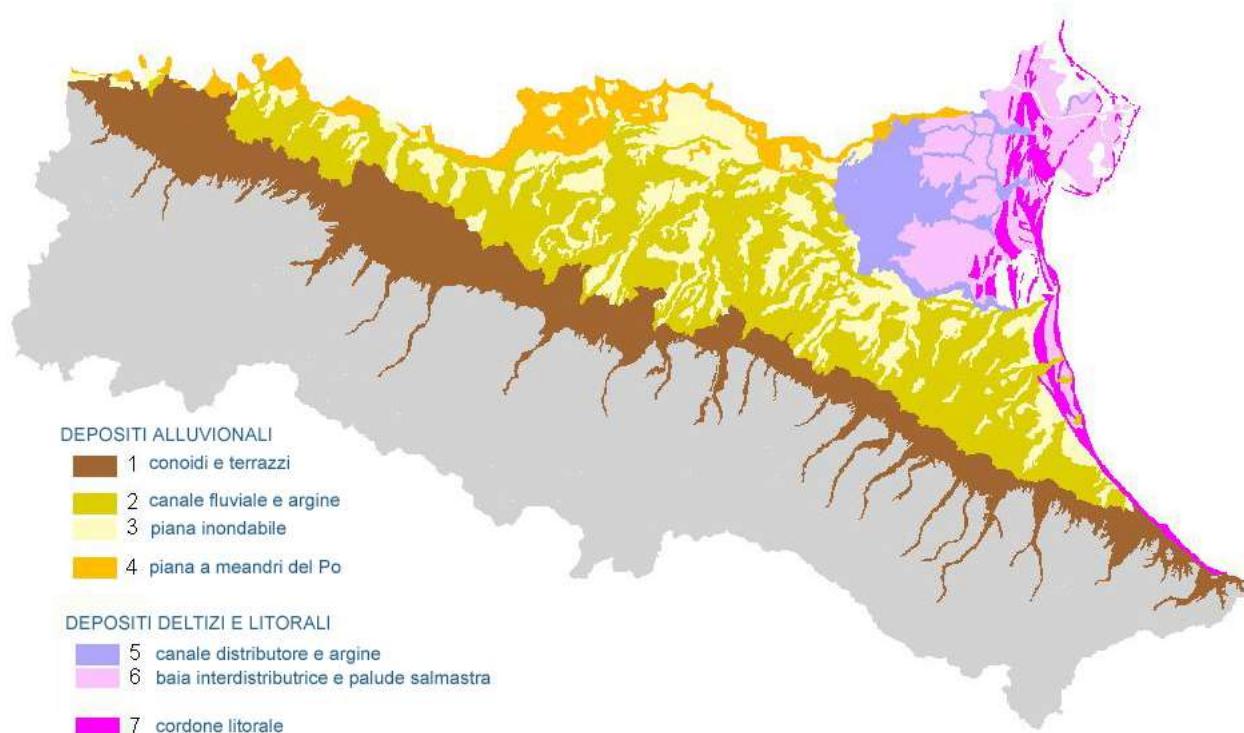 DEPOSITI ALLUVIONALI
1 conoidi e terrazzi
2 canale fluviale e argine
3 piana inondabile
4 piana a meandri del Po
DEPOSITI DELTIZI E LITORALI
5 canale distributore e argine
6 baia interdistributrice e palude salmastra
7 cordone litorale